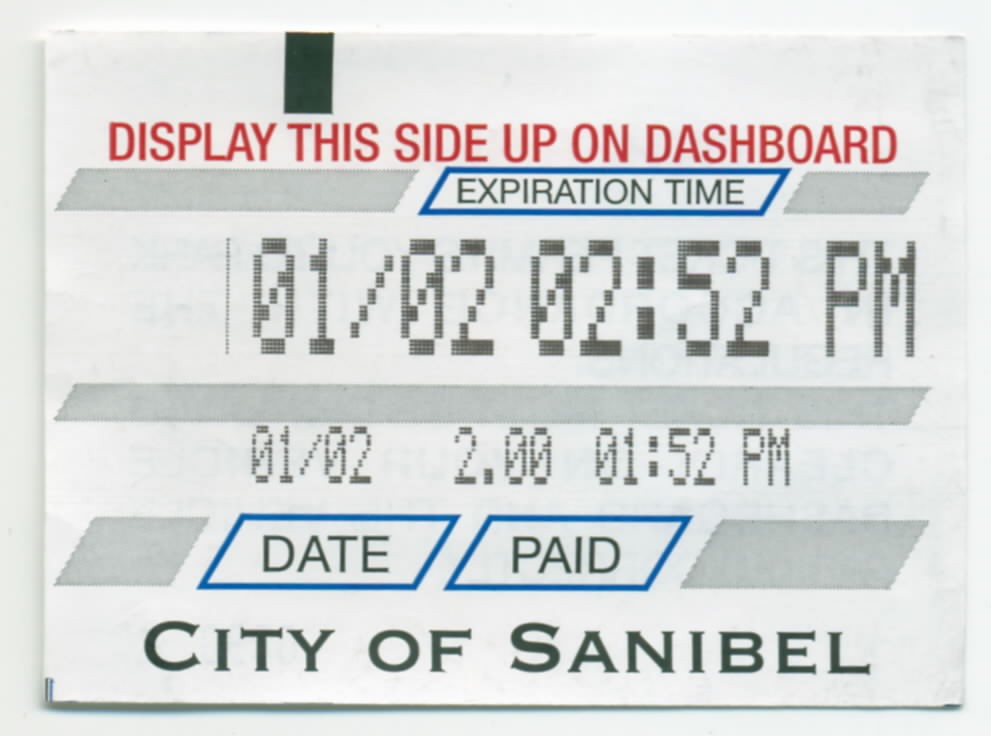 DISPLAY THIS SIDE UP ON DASHBOARD
EXPIRATION TIME
01/02 02:52 PM
01/02 2.00 01:52 PM
DATE PAID
CITY OF SANIBEL